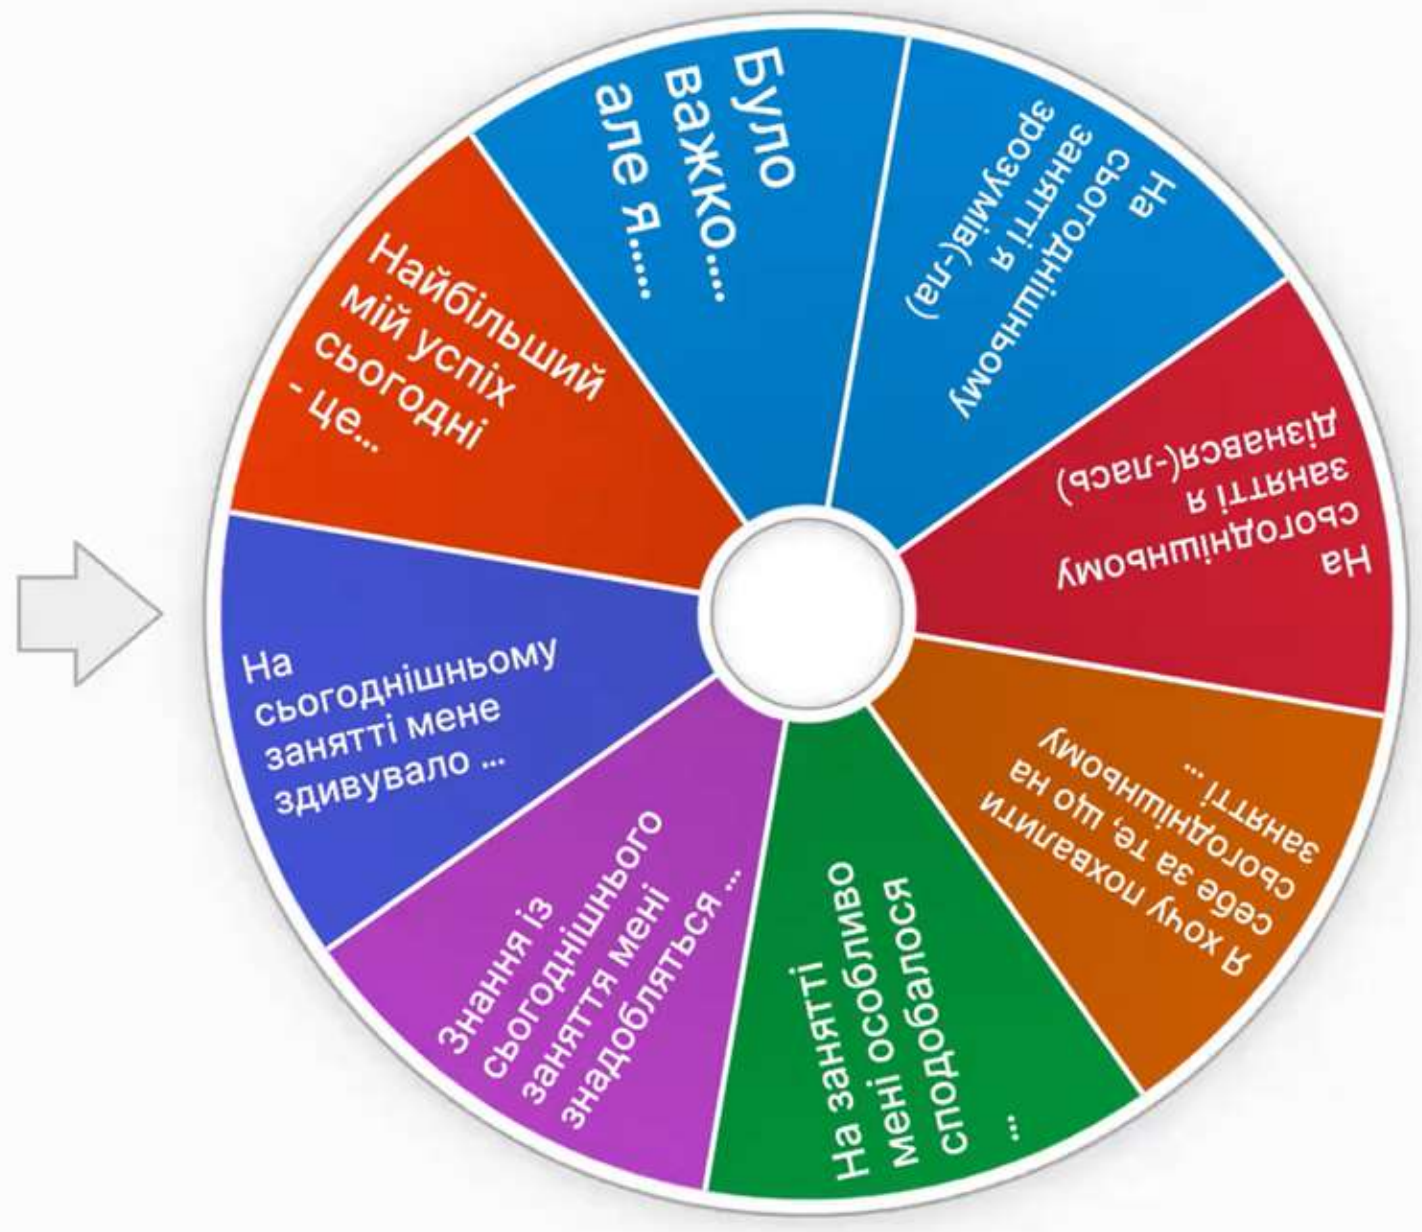 Було
важко....
але я.....
На
сьогоднішньому
занятті я
зрозумів(-ла)
На
сьогоднішньому
занятті я
дізнався(-лась)
Я хочу похвалити
себе за те, що на
сьогоднішньому
занятті ...
На занятті
мені особливо
сподобалося
...
Знання із
сьогоднішнього
заняття мені
знадобляться ...
На
сьогоднішньому
занятті мене
здивувало ...
Найбільший
мій успіх
сьогодні
- це...